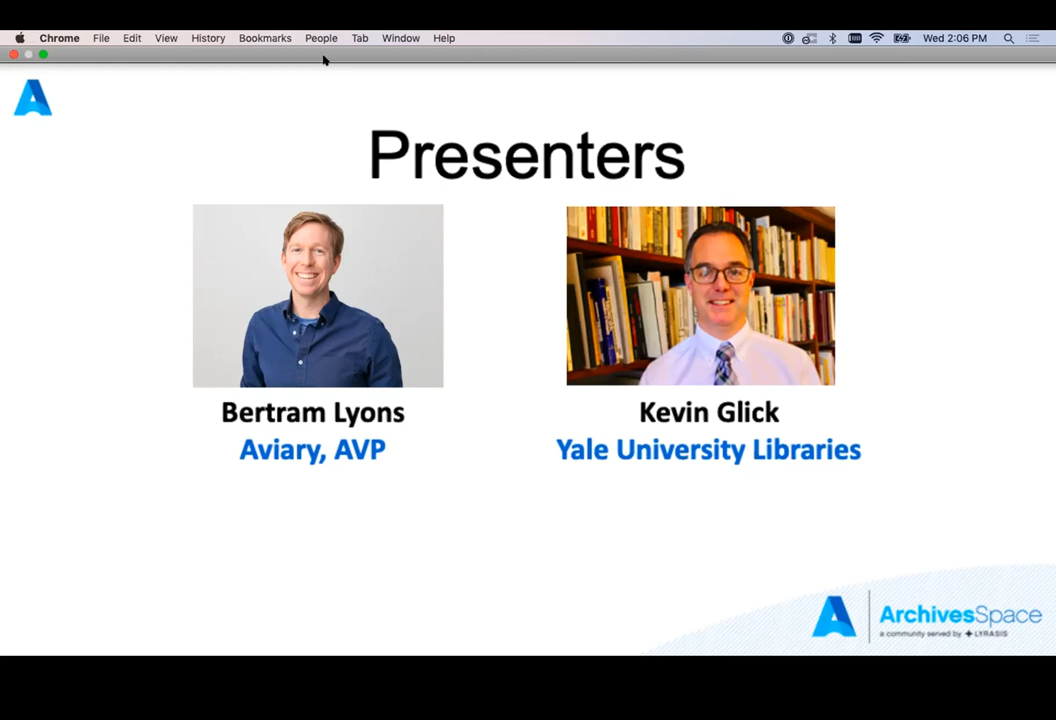 Chrome File Edit View History Bookmarks People Tab Window Help Wed 2:06 PM
Presenters
Bertram Lyons
Aviary, AVP
Kevin Glick
Yale University Libraries
ArchivesSpace
a community served by LYRASIS